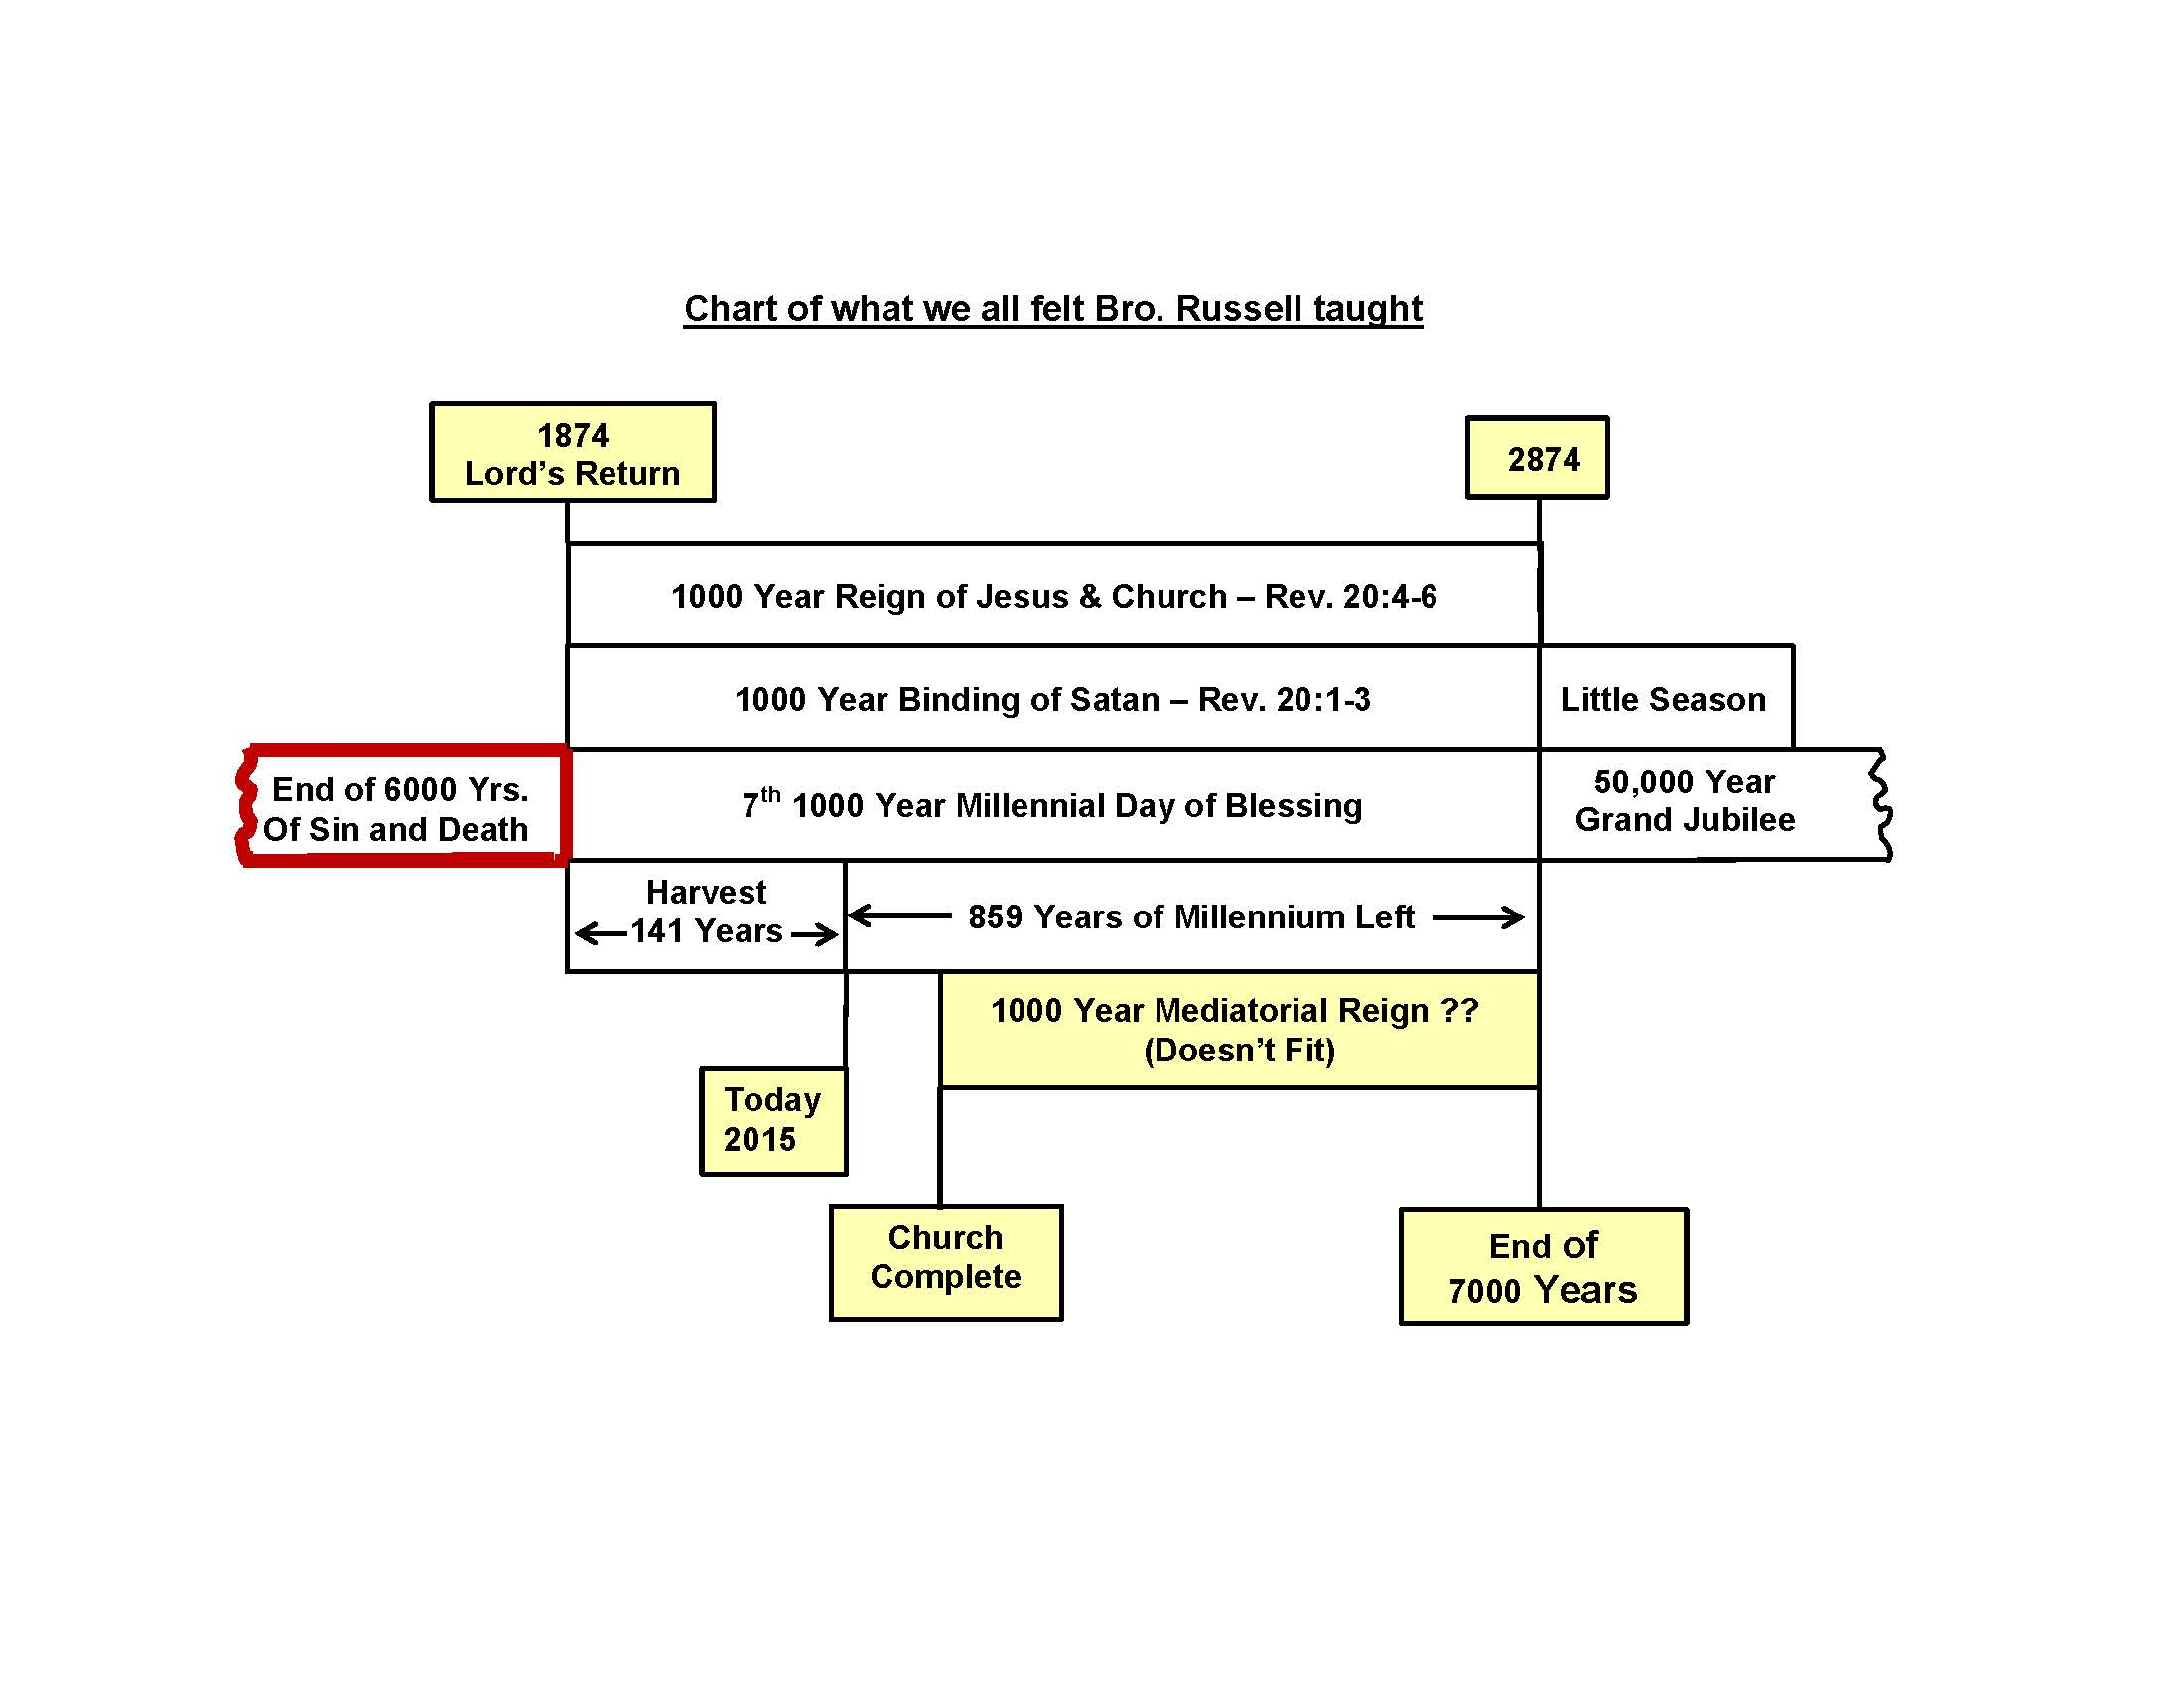 Chart of what we all felt Bro. Russell taught
1874
Lord's Return
2874
1000 Year Reign of Jesus & Church – Rev. 20:4-6
1000 Year Binding of Satan – Rev. 20:1-3
Little Season
End of 6000 Yrs.
Of Sin and Death
7th 1000 Year Millennial Day of Blessing
50,000 Year
Grand Jubilee
Harvest
141 Years
859 Years of Millennium Left
1000 Year Mediatorial Reign ??
(Doesn't Fit)
Today
2015
Church
Complete
End of
7000 Years